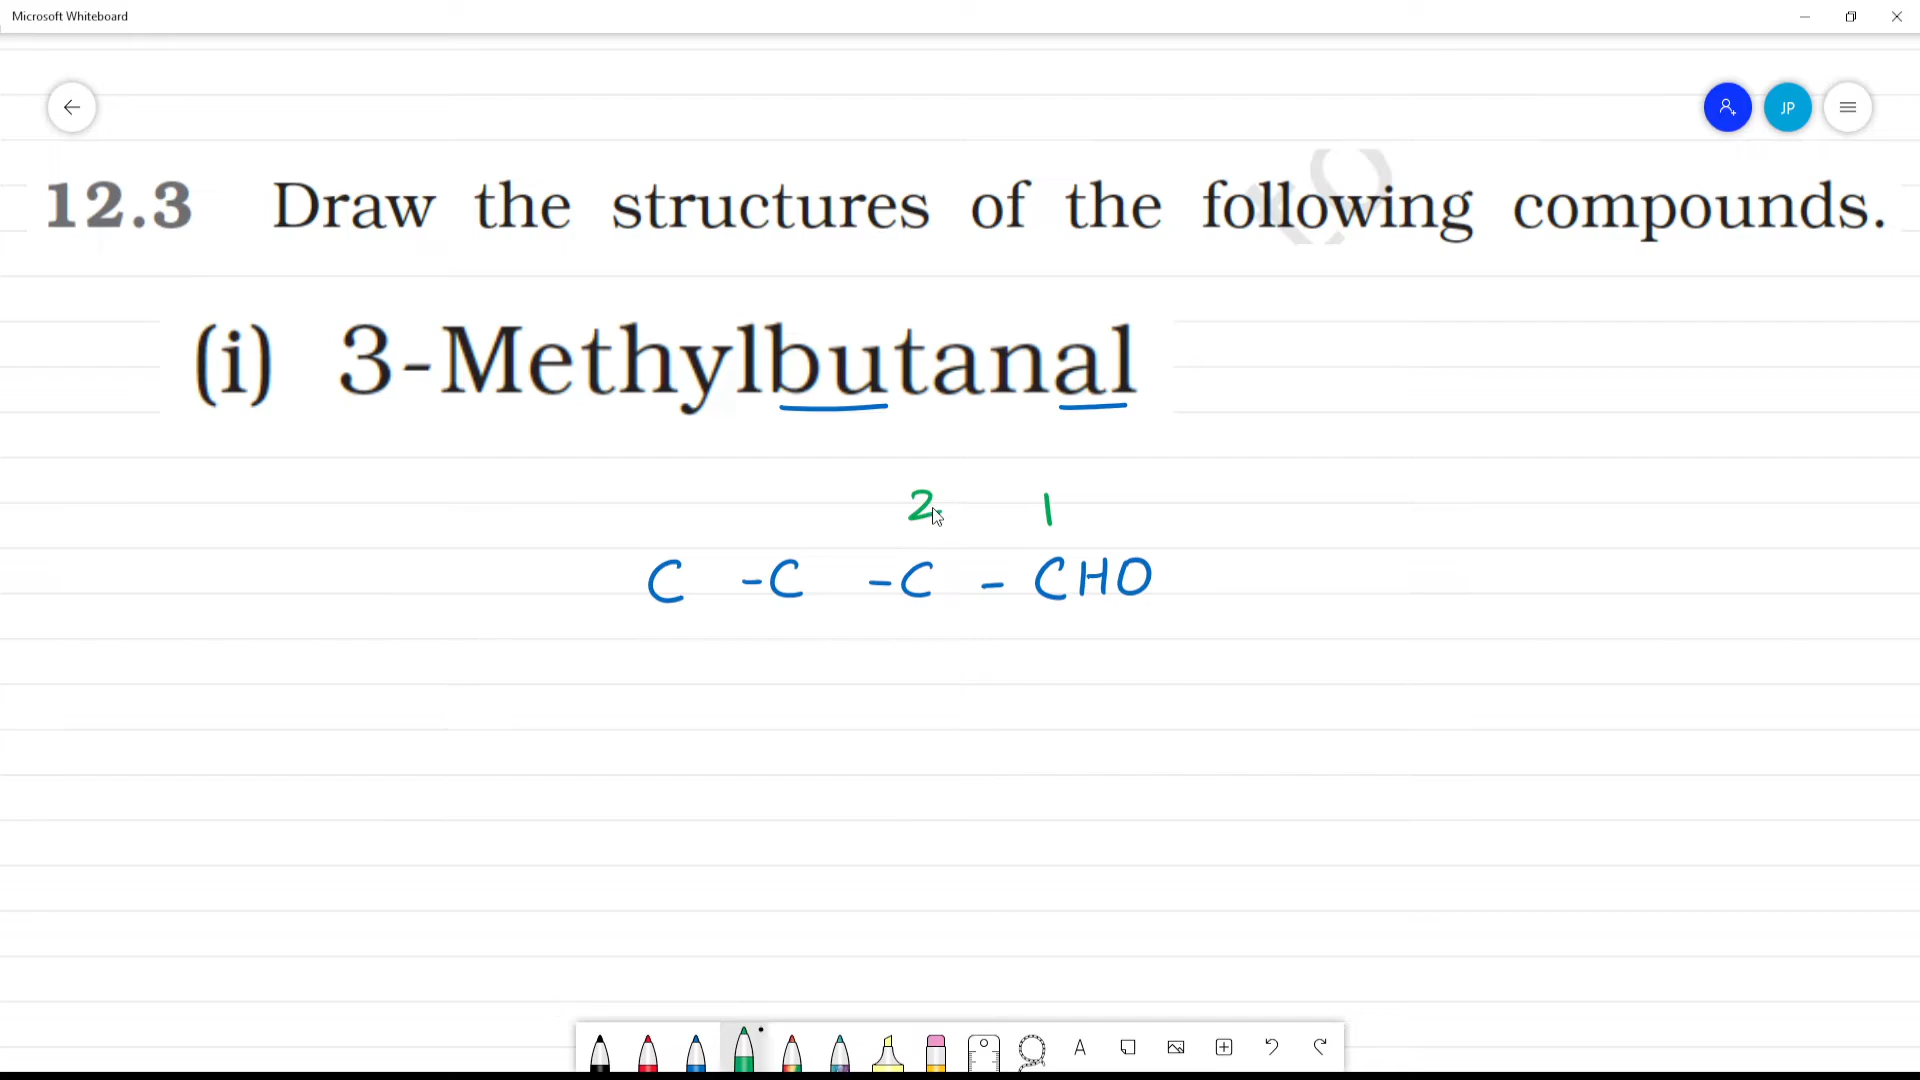 Microsoft Whiteboard
JP
12.3 Draw the structures of the following compounds.
(i) 3-Methylbutanal
2 1
C -C -C - CHO
A